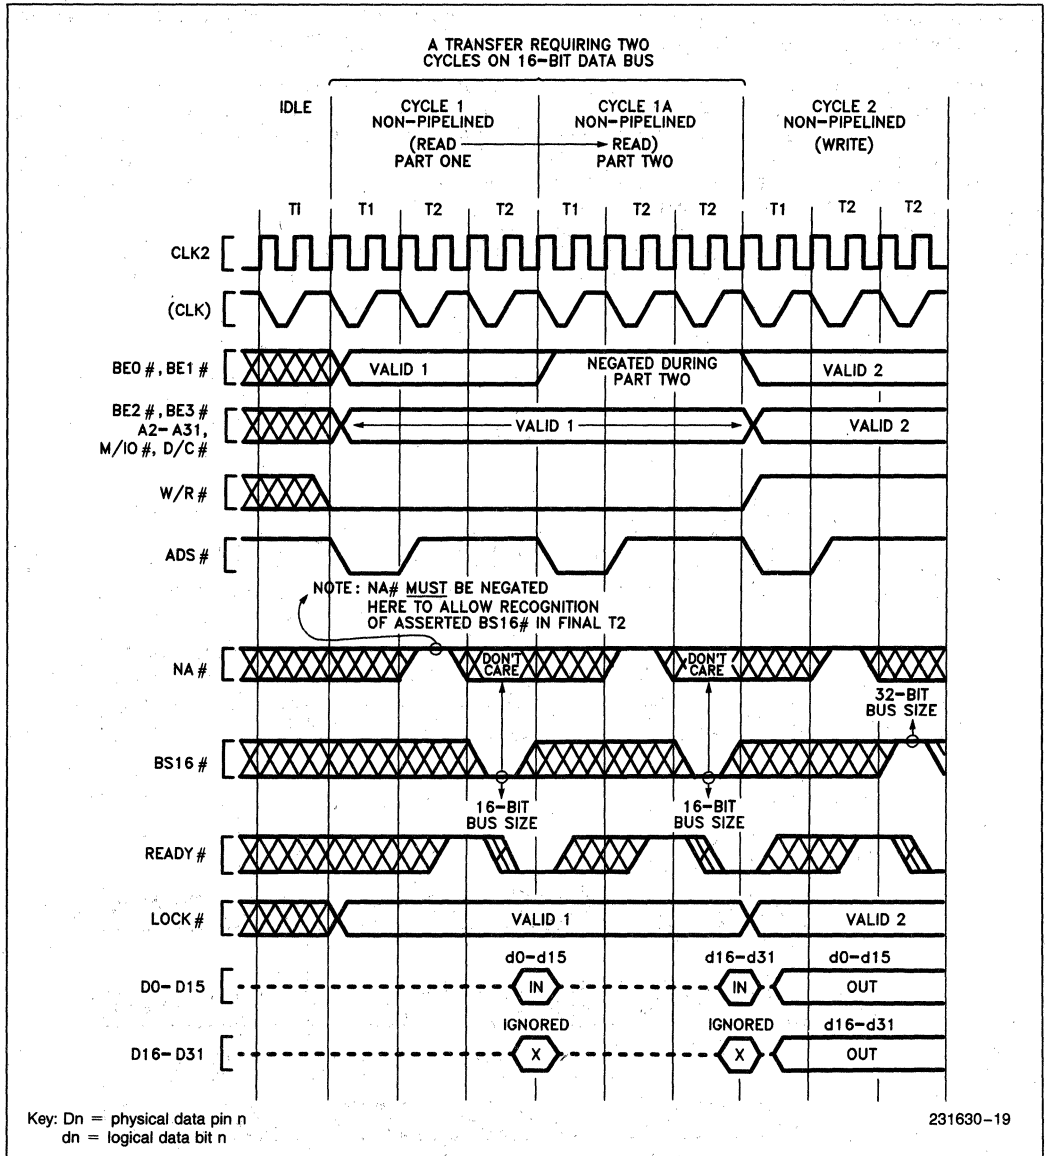 A TRANSFER REQUIRING TWO
CYCLES ON 16-BIT DATA BUS
IDLE
CYCLE 1
NON-PIPELINED
(READ
PART ONE
CYCLE 1A
NON-PIPELINED
READ)
PART TWO
CYCLE 2
NON-PIPELINED
(WRITE)
Ti T1 T2 T2 T1 T2 T2 T1 T2 T2
CLK2
(CLK)
BE0#, BE1#
VALID 1
NEGATED DURING
PART TWO
VALID 2
BE2#, BE3#
A2-A31,
M/IO#, D/C#
VALID 1
VALID 2
W/R#
ADS#
NOTE: NA# MUST BE NEGATED
HERE TO ALLOW RECOGNITION
OF ASSERTED BS16# IN FINAL T2
NA#
DON'T
CARE
DON'T
CARE
32-BIT
BUS SIZE
BS16#
16-BIT
BUS SIZE
16-BIT
BUS SIZE
READY#
LOCK#
VALID 1
VALID 2
d0-d15
d16-d31
d0-d15
D0-D15
IN
IN
OUT
IGNORED
IGNORED
d16-d31
D16-D31
X
X
OUT
Key: Dn = physical data pin n
dn = logical data bit n
231630-19